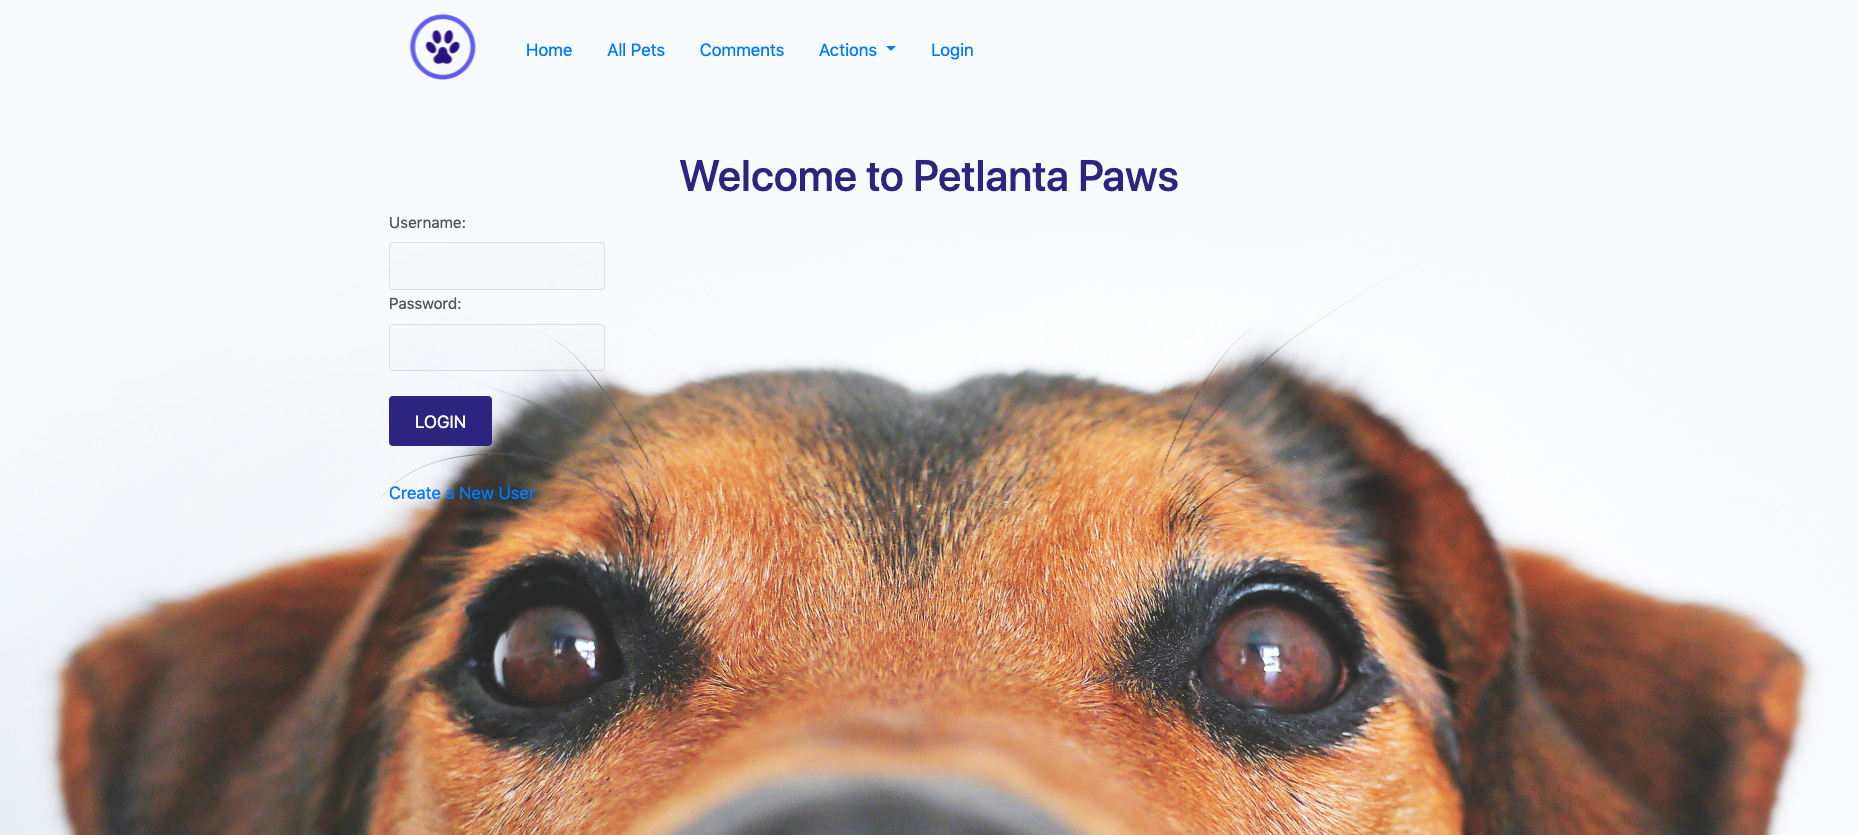 Home All Pets Comments Actions Login
Welcome to Petlanta Paws
Username:
Password:
LOGIN
Create a New User